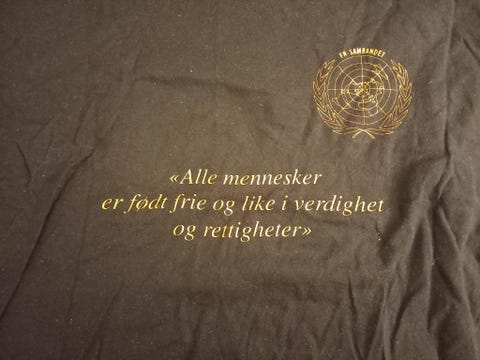 FN-SAMBANDET
«Alle mennesker
er født frie og like i verdighet
og rettigheter»